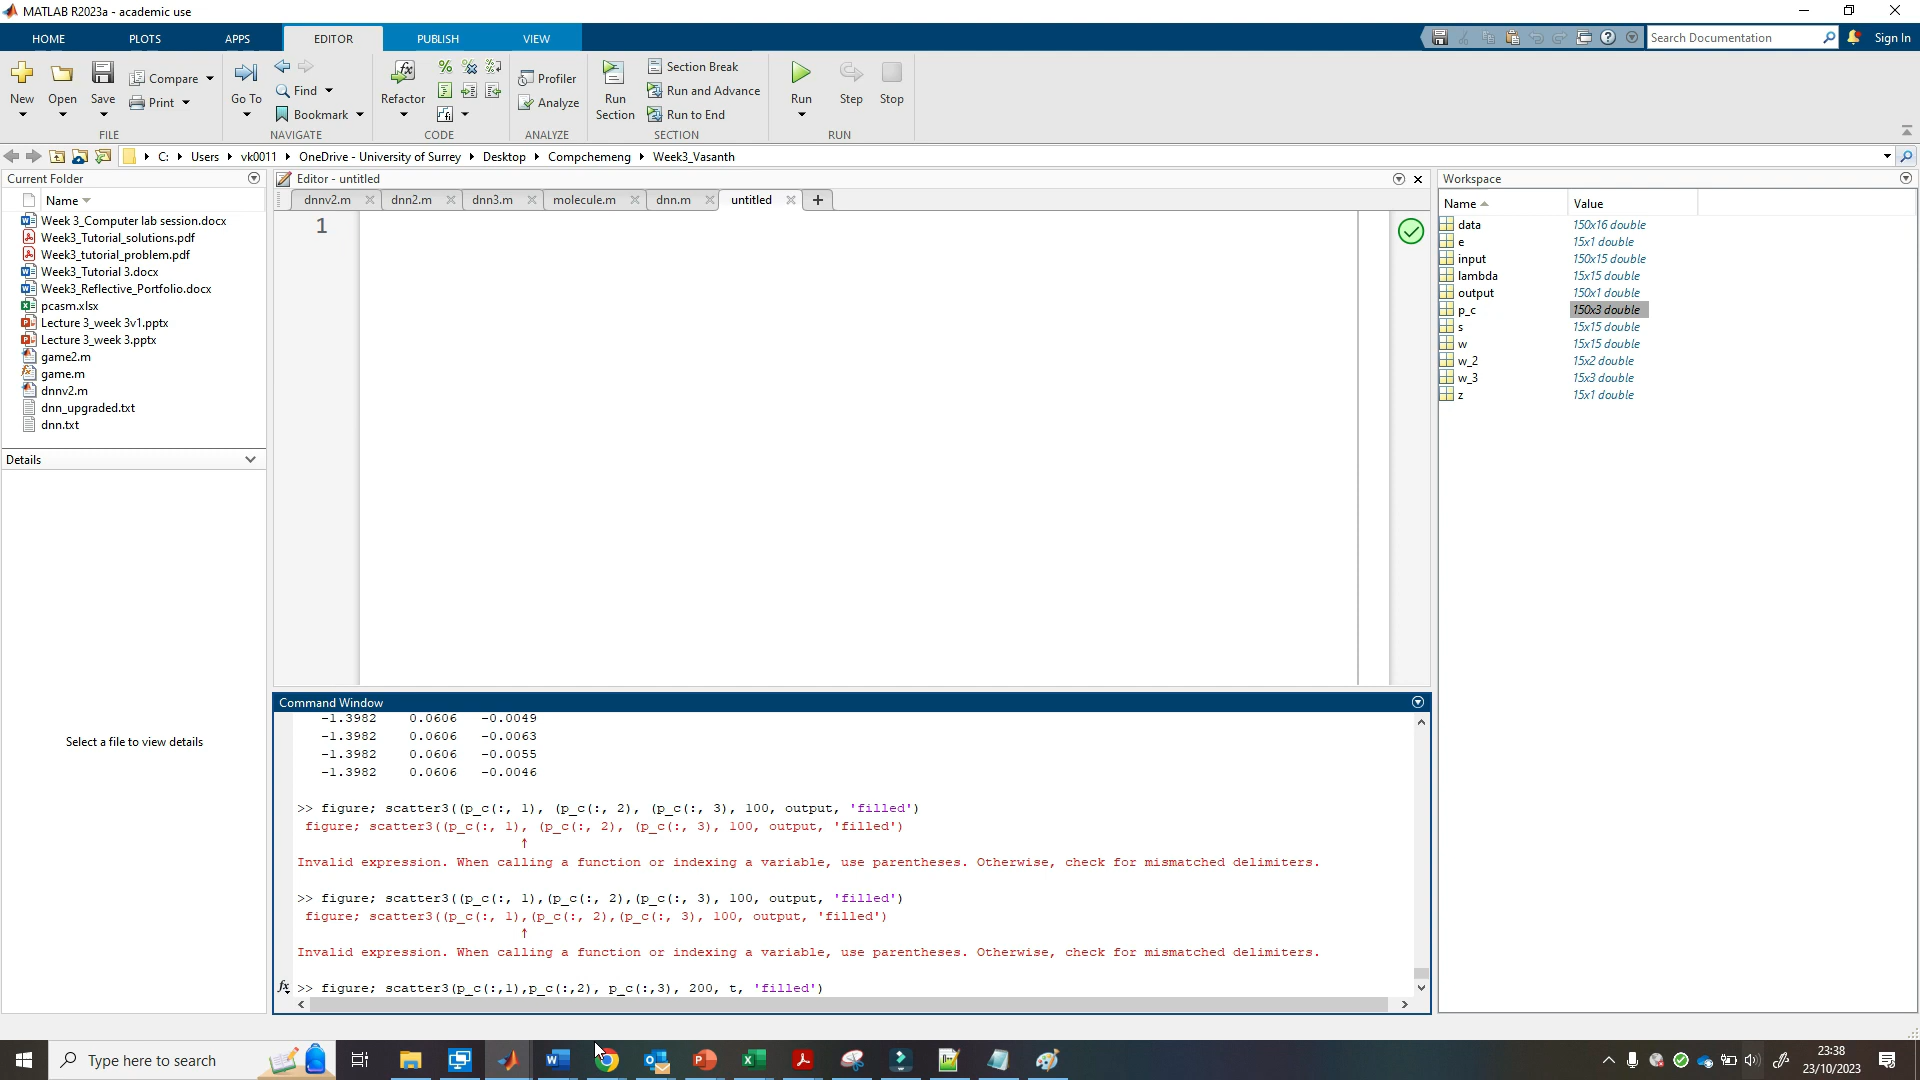 MATLAB R2023a - academic use
HOME PLOTS APPS EDITOR PUBLISH VIEW
Search Documentation
Sign In
New
Open
Save
Compare
Print
FILE
Go To
Find
Bookmark
NAVIGATE
Refactor
CODE
Profiler
Analyze
ANALYZE
Run Section
Section Break
Run and Advance
Run to End
SECTION
Run
Step
Stop
RUN
C: Users vk0011 OneDrive - University of Surrey Desktop Compchemeng Week3_Vasanth
Current Folder
Name
Week 3_Computer lab session.docx
Week3_Tutorial_solutions.pdf
Week3_tutorial_problem.pdf
Week3_Tutorial 3.docx
Week3_Reflective_Portfolio.docx
pcasm.xlsx
Lecture 3_week 3v1.pptx
Lecture 3_week 3.pptx
game2.m
game.m
dnnv2.m
dnn_upgraded.txt
dnn.txt
Details
Select a file to view details
Editor - untitled
dnnv2.m dnn2.m dnn3.m molecule.m dnn.m untitled
1
Command Window
-1.3982 0.0606 -0.0049
-1.3982 0.0606 -0.0063
-1.3982 0.0606 -0.0055
-1.3982 0.0606 -0.0046
>> figure; scatter3((p_c(:, 1), (p_c(:, 2), (p_c(:, 3), 100, output, 'filled')
figure; scatter3((p_c(:, 1), (p_c(:, 2), (p_c(:, 3), 100, output, 'filled')
↑
Invalid expression. When calling a function or indexing a variable, use parentheses. Otherwise, check for mismatched delimiters.
>> figure; scatter3((p_c(:, 1),(p_c(:, 2),(p_c(:, 3), 100, output, 'filled')
figure; scatter3((p_c(:, 1),(p_c(:, 2),(p_c(:, 3), 100, output, 'filled')
↑
Invalid expression. When calling a function or indexing a variable, use parentheses. Otherwise, check for mismatched delimiters.
fx >> figure; scatter3(p_c(:,1),p_c(:,2), p_c(:,3), 200, t, 'filled')
Workspace
Name Value
data 150x16 double
e 15x1 double
input 150x15 double
lambda 15x15 double
output 150x1 double
p_c 150x3 double
s 15x15 double
w 15x15 double
w_2 15x2 double
w_3 15x3 double
z 15x1 double
Type here to search
23:38
23/10/2023